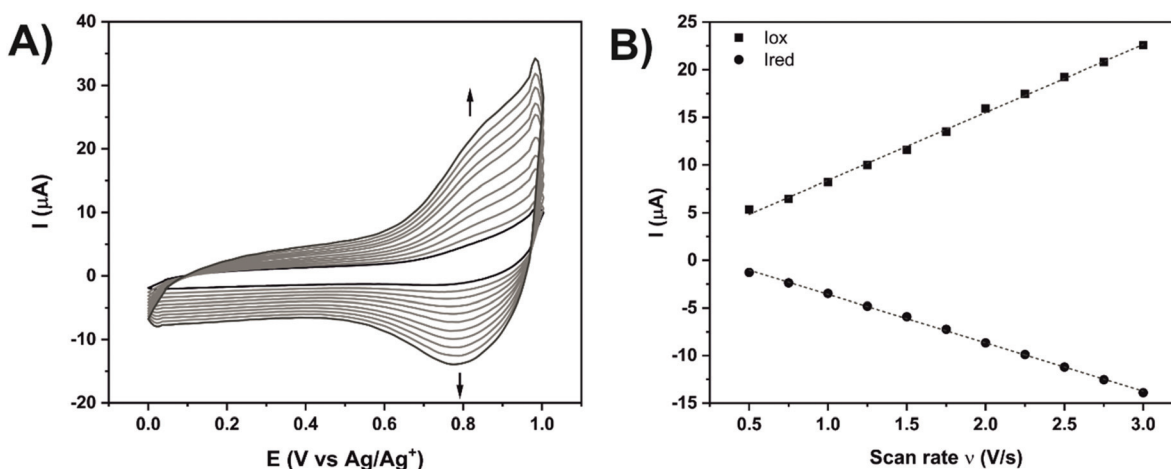 A)
40
30
20
10
0
-10
-20
I (µA)
0.0 0.2 0.4 0.6 0.8 1.0
E (V vs Ag/Ag⁺)
B)
Iox
Ired
25
20
15
10
5
0
-5
-10
-15
I (µA)
0.5 1.0 1.5 2.0 2.5 3.0
Scan rate ν (V/s)